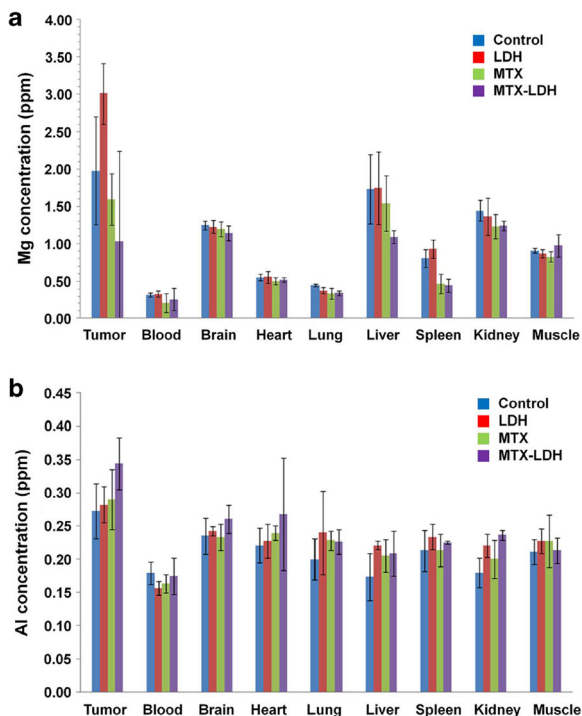 a
Mg concentration (ppm)
4.00
3.50
3.00
2.50
2.00
1.50
1.00
0.50
0.00
Control
LDH
MTX
MTX-LDH
Tumor Blood Brain Heart Lung Liver Spleen Kidney Muscle
b
Al concentration (ppm)
0.45
0.40
0.35
0.30
0.25
0.20
0.15
0.10
0.05
0.00
Control
LDH
MTX
MTX-LDH
Tumor Blood Brain Heart Lung Liver Spleen Kidney Muscle